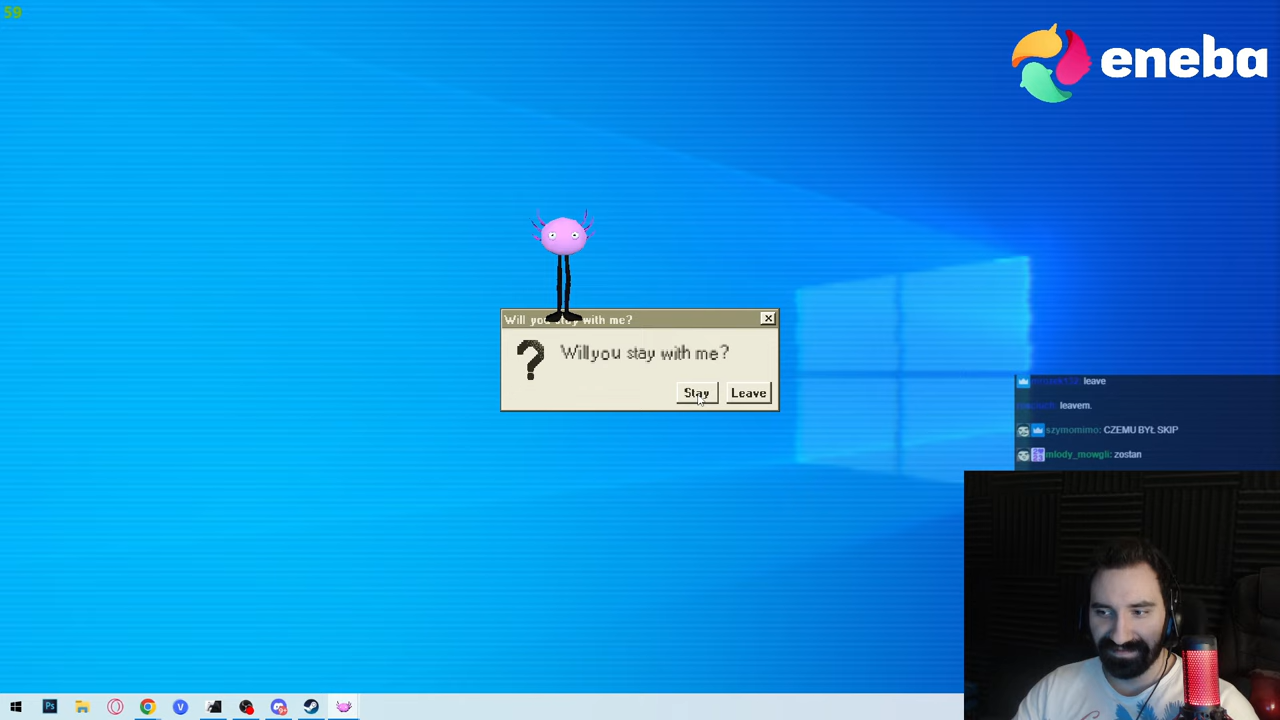 59
eneba
Will you stay with me?
Will you stay with me?
Stay Leave
leave
leavem.
szymomimo: CZEMU BYŁ SKIP
mlody_mowgli: zostan
Ps
V